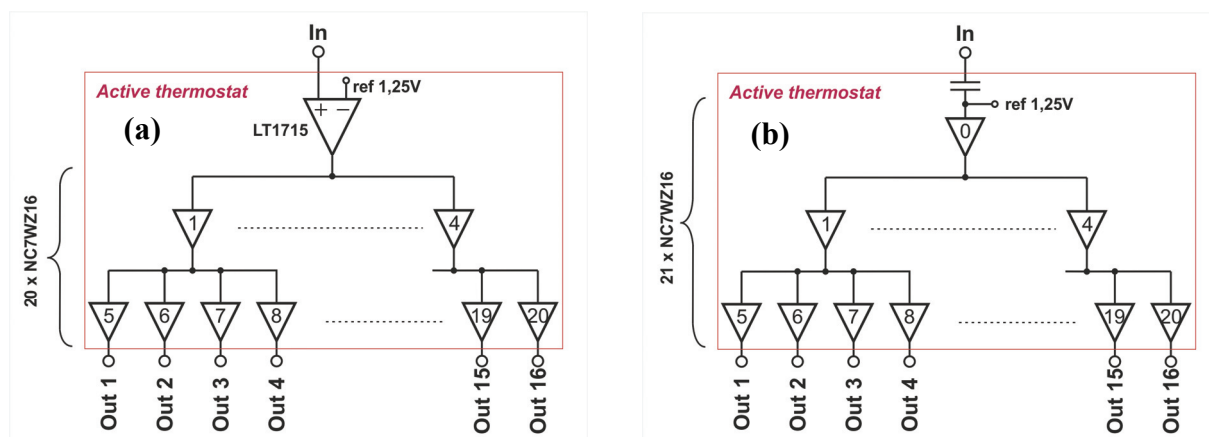 In
Active thermostat
ref 1,25V
+ −
(a)
LT1715
20 x NC7WZ16
1
4
5
6
7
8
19
20
Out 1
Out 2
Out 3
Out 4
Out 15
Out 16
In
Active thermostat
ref 1,25V
(b)
0
21 x NC7WZ16
1
4
5
6
7
8
19
20
Out 1
Out 2
Out 3
Out 4
Out 15
Out 16